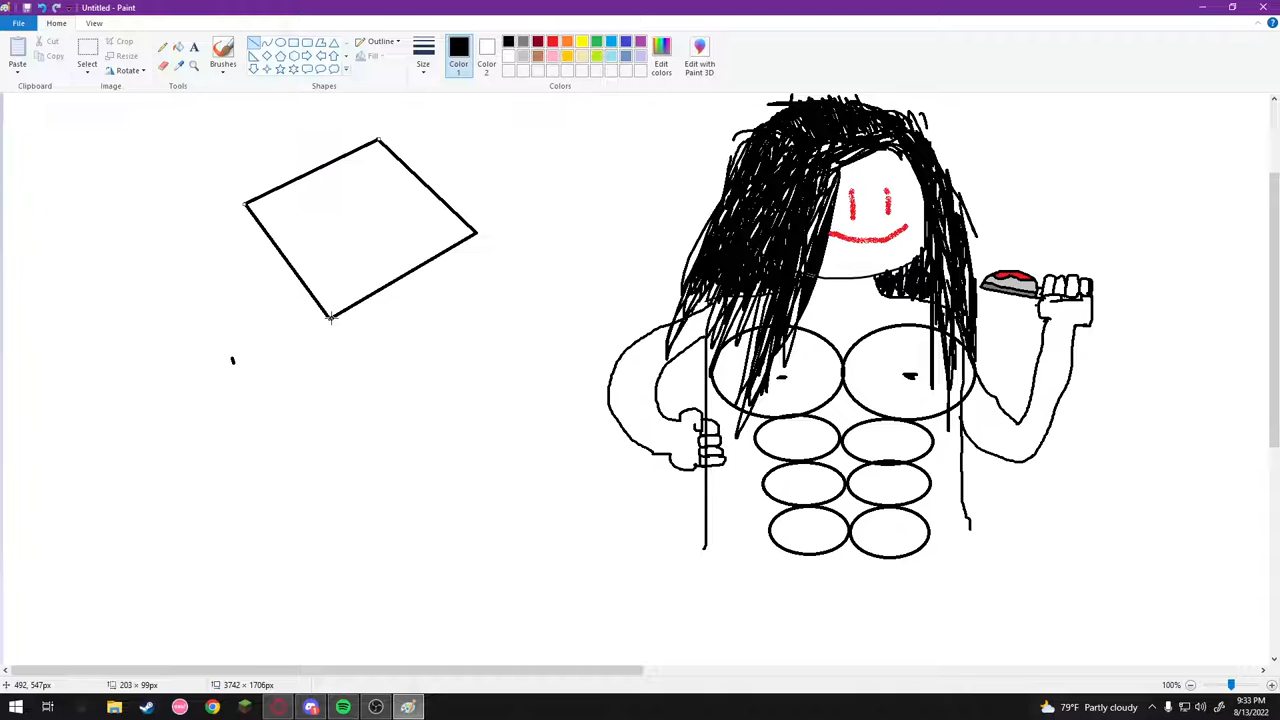 Untitled - Paint
File Home View
Paste
Cut
Copy
Clipboard
Select
Crop
Resize
Rotate
Image
Tools
Brushes
Shapes
Outline
Fill
Size
Color 1
Color 2
Colors
Edit colors
Edit with Paint 3D
492, 547px
203 × 99px
3742 × 1706px
100%
79°F Partly cloudy
9:33 PM
8/13/2022